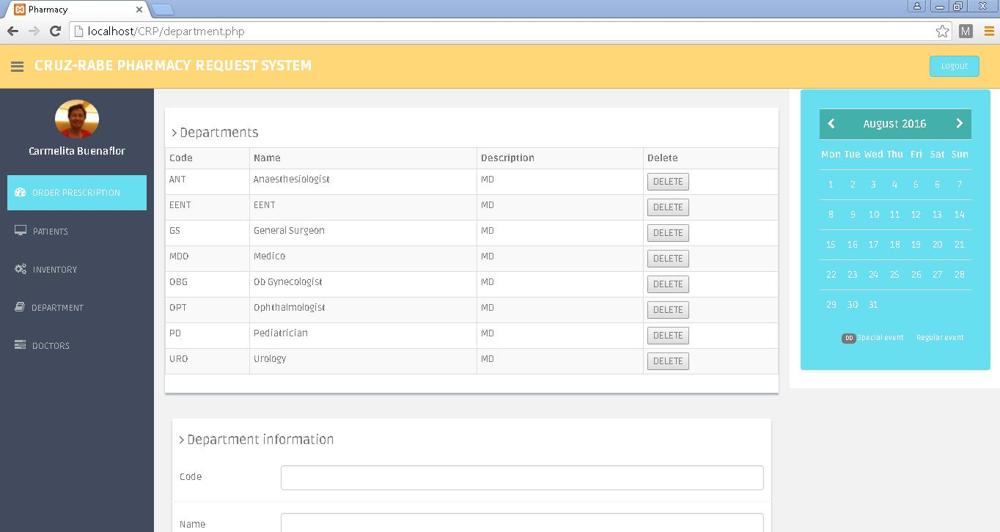 Pharmacy
localhost/CRP/department.php
M
CRUZ-RABE PHARMACY REQUEST SYSTEM
Logout
Carmelita Buenaflor
ORDER PRESCRIPTION
PATIENTS
INVENTORY
DEPARTMENT
DOCTORS
> Departments
Code Name Description Delete
ANT Anaesthesiologist MD DELETE
EENT EENT MD DELETE
GS General Surgeon MD DELETE
MDO Medico MD DELETE
OBG Ob Gynecologist MD DELETE
OPT Ophthalmologist MD DELETE
PD Pediatrician MD DELETE
URO Urology MD DELETE
> Department information
Code
Name
August 2016
Mon Tue Wed Thu Fri Sat Sun
1 2 3 4 5 6 7
8 9 10 11 12 13 14
15 16 17 18 19 20 21
22 23 24 25 26 27 28
29 30 31
DD Special event Regular event